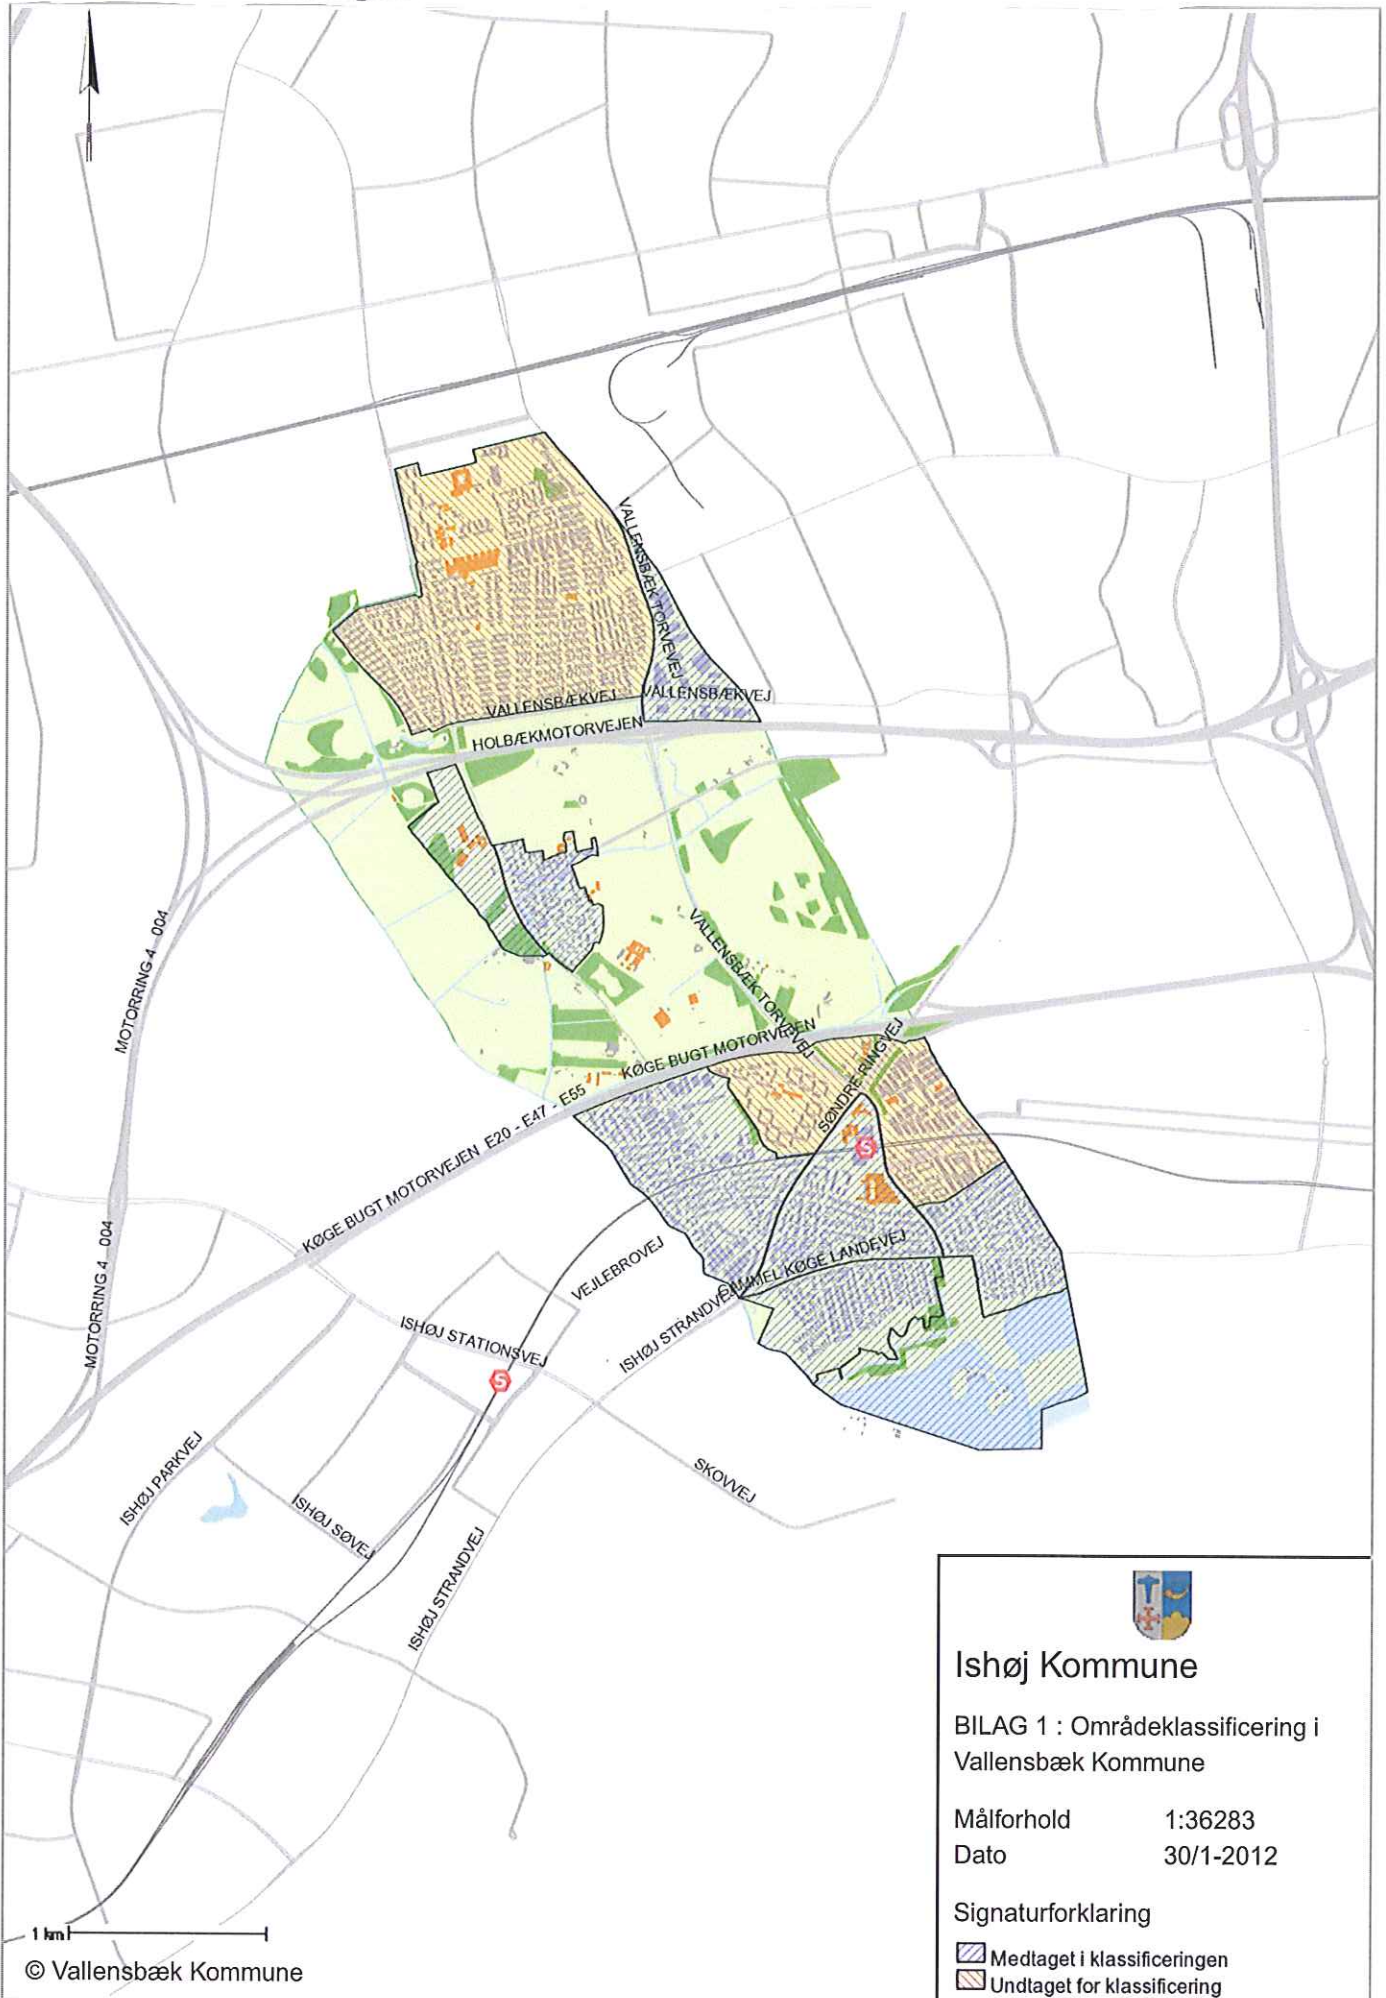 VALLENSBÆK TORVEVEJ
VALLENSBÆKVEJ
VALLENSBÆKVEJ
HOLBÆKMOTORVEJEN
MOTORRING 4 004
VALLENSBÆK TORVEVEJ
KØGE BUGT MOTORVEJEN
SØNDRE RINGVEJ
KØGE BUGT MOTORVEJEN E20 - E47 - E55
S
MOTORRING 4 004
VEJLEBROVEJ
GAMMEL KØGE LANDEVEJ
ISHØJ STRANDVEJ
ISHØJ STATIONSVEJ
S
ISHØJ PARKVEJ
ISHØJ SØVEJ
SKOVVEJ
ISHØJ STRANDVEJ
Ishøj Kommune
BILAG 1 : Områdeklassificering i
Vallensbæk Kommune
Målforhold 1:36283
Dato 30/1-2012
Signaturforklaring
Medtaget i klassificeringen
Undtaget for klassificering
1 km
© Vallensbæk Kommune